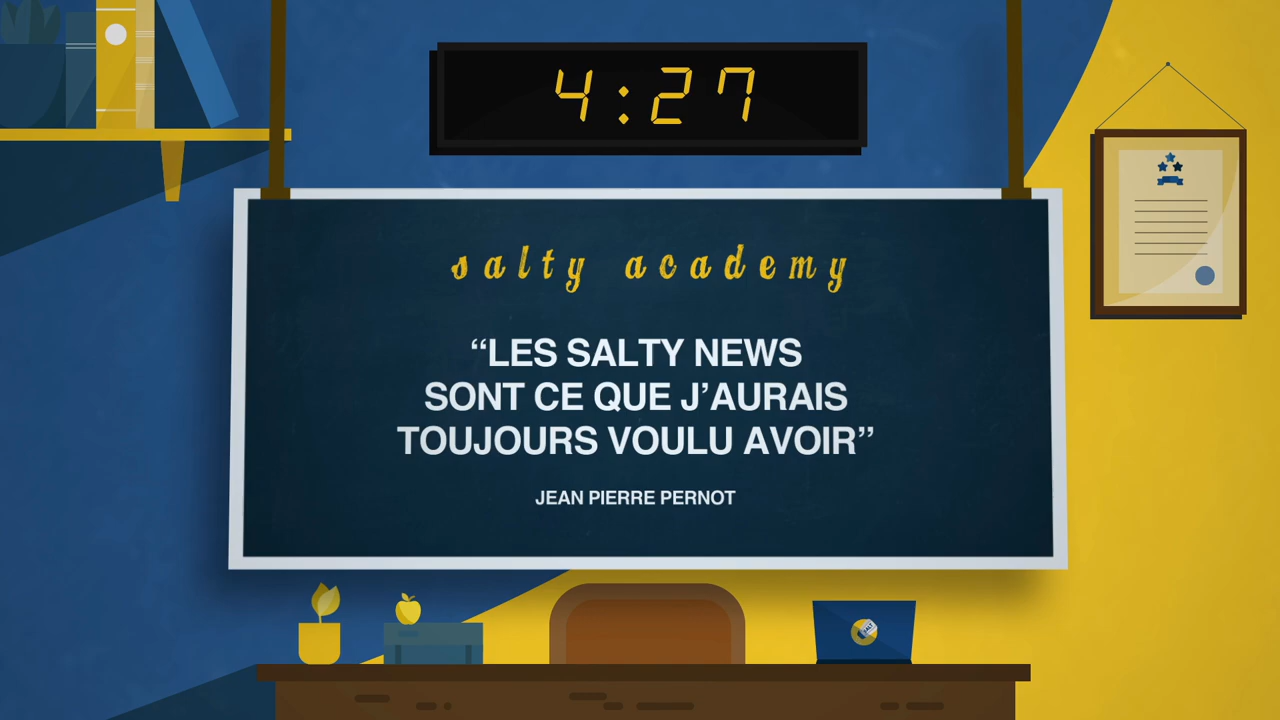 4:27
salty academy
“LES SALTY NEWS
SONT CE QUE J’AURAIS
TOUJOURS VOULU AVOIR”
JEAN PIERRE PERNOT